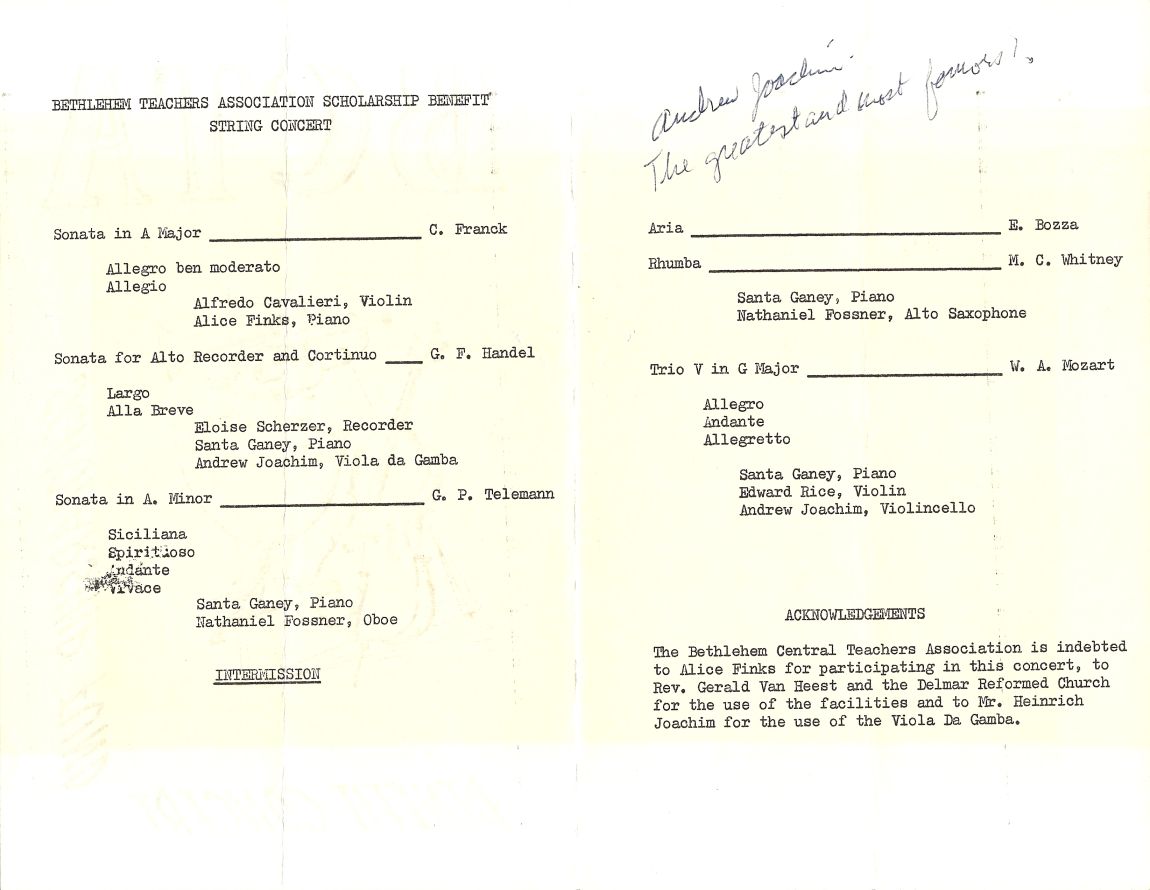 BETHLEHEM TEACHERS ASSOCIATION SCHOLARSHIP BENEFIT
STRING CONCERT
Sonata in A Major ____________________ C. Franck
Allegro ben moderato
Allegio
Alfredo Cavalieri, Violin
Alice Finks, Piano
Sonata for Alto Recorder and Cortinuo ____ G. F. Handel
Largo
Alla Breve
Eloise Scherzer, Recorder
Santa Ganey, Piano
Andrew Joachim, Viola da Gamba
Sonata in A. Minor ____________________ G. P. Telemann
Siciliana
Spirituoso
Andante
Vivace
Santa Ganey, Piano
Nathaniel Fossner, Oboe
INTERMISSION
Andrew Joachim
The greatest and most famous!.
Aria ____________________ E. Bozza
Rhumba ____________________ M. C. Whitney
Santa Ganey, Piano
Nathaniel Fossner, Alto Saxophone
Trio V in G Major ____________________ W. A. Mozart
Allegro
Andante
Allegretto
Santa Ganey, Piano
Edward Rice, Violin
Andrew Joachim, Violincello
ACKNOWLEDGEMENTS
The Bethlehem Central Teachers Association is indebted
to Alice Finks for participating in this concert, to
Rev. Gerald Van Heest and the Delmar Reformed Church
for the use of the facilities and to Mr. Heinrich
Joachim for the use of the Viola Da Gamba.